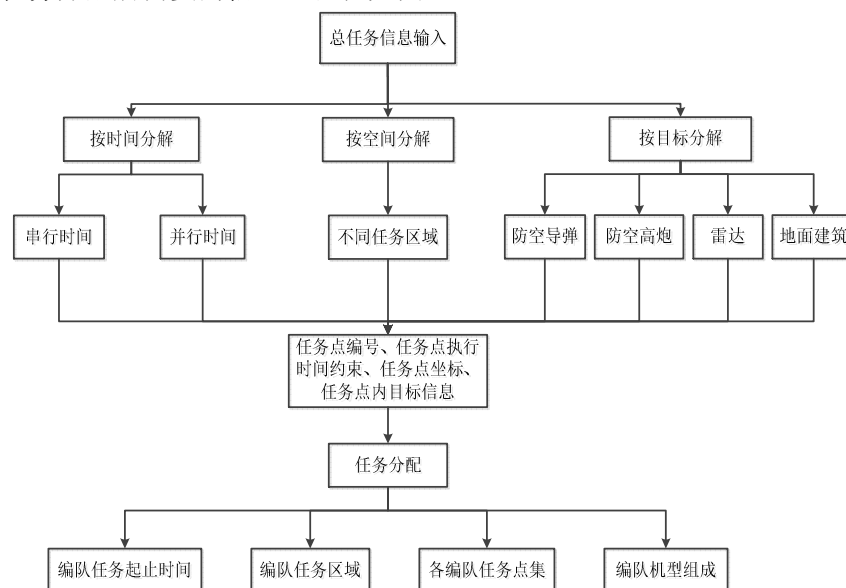 总任务信息输入
按时间分解
按空间分解
按目标分解
串行时间
并行时间
不同任务区域
防空导弹
防空高炮
雷达
地面建筑
任务点编号、任务点执行
时间约束、任务点坐标、
任务点内目标信息
任务分配
编队任务起止时间
编队任务区域
各编队任务点集
编队机型组成